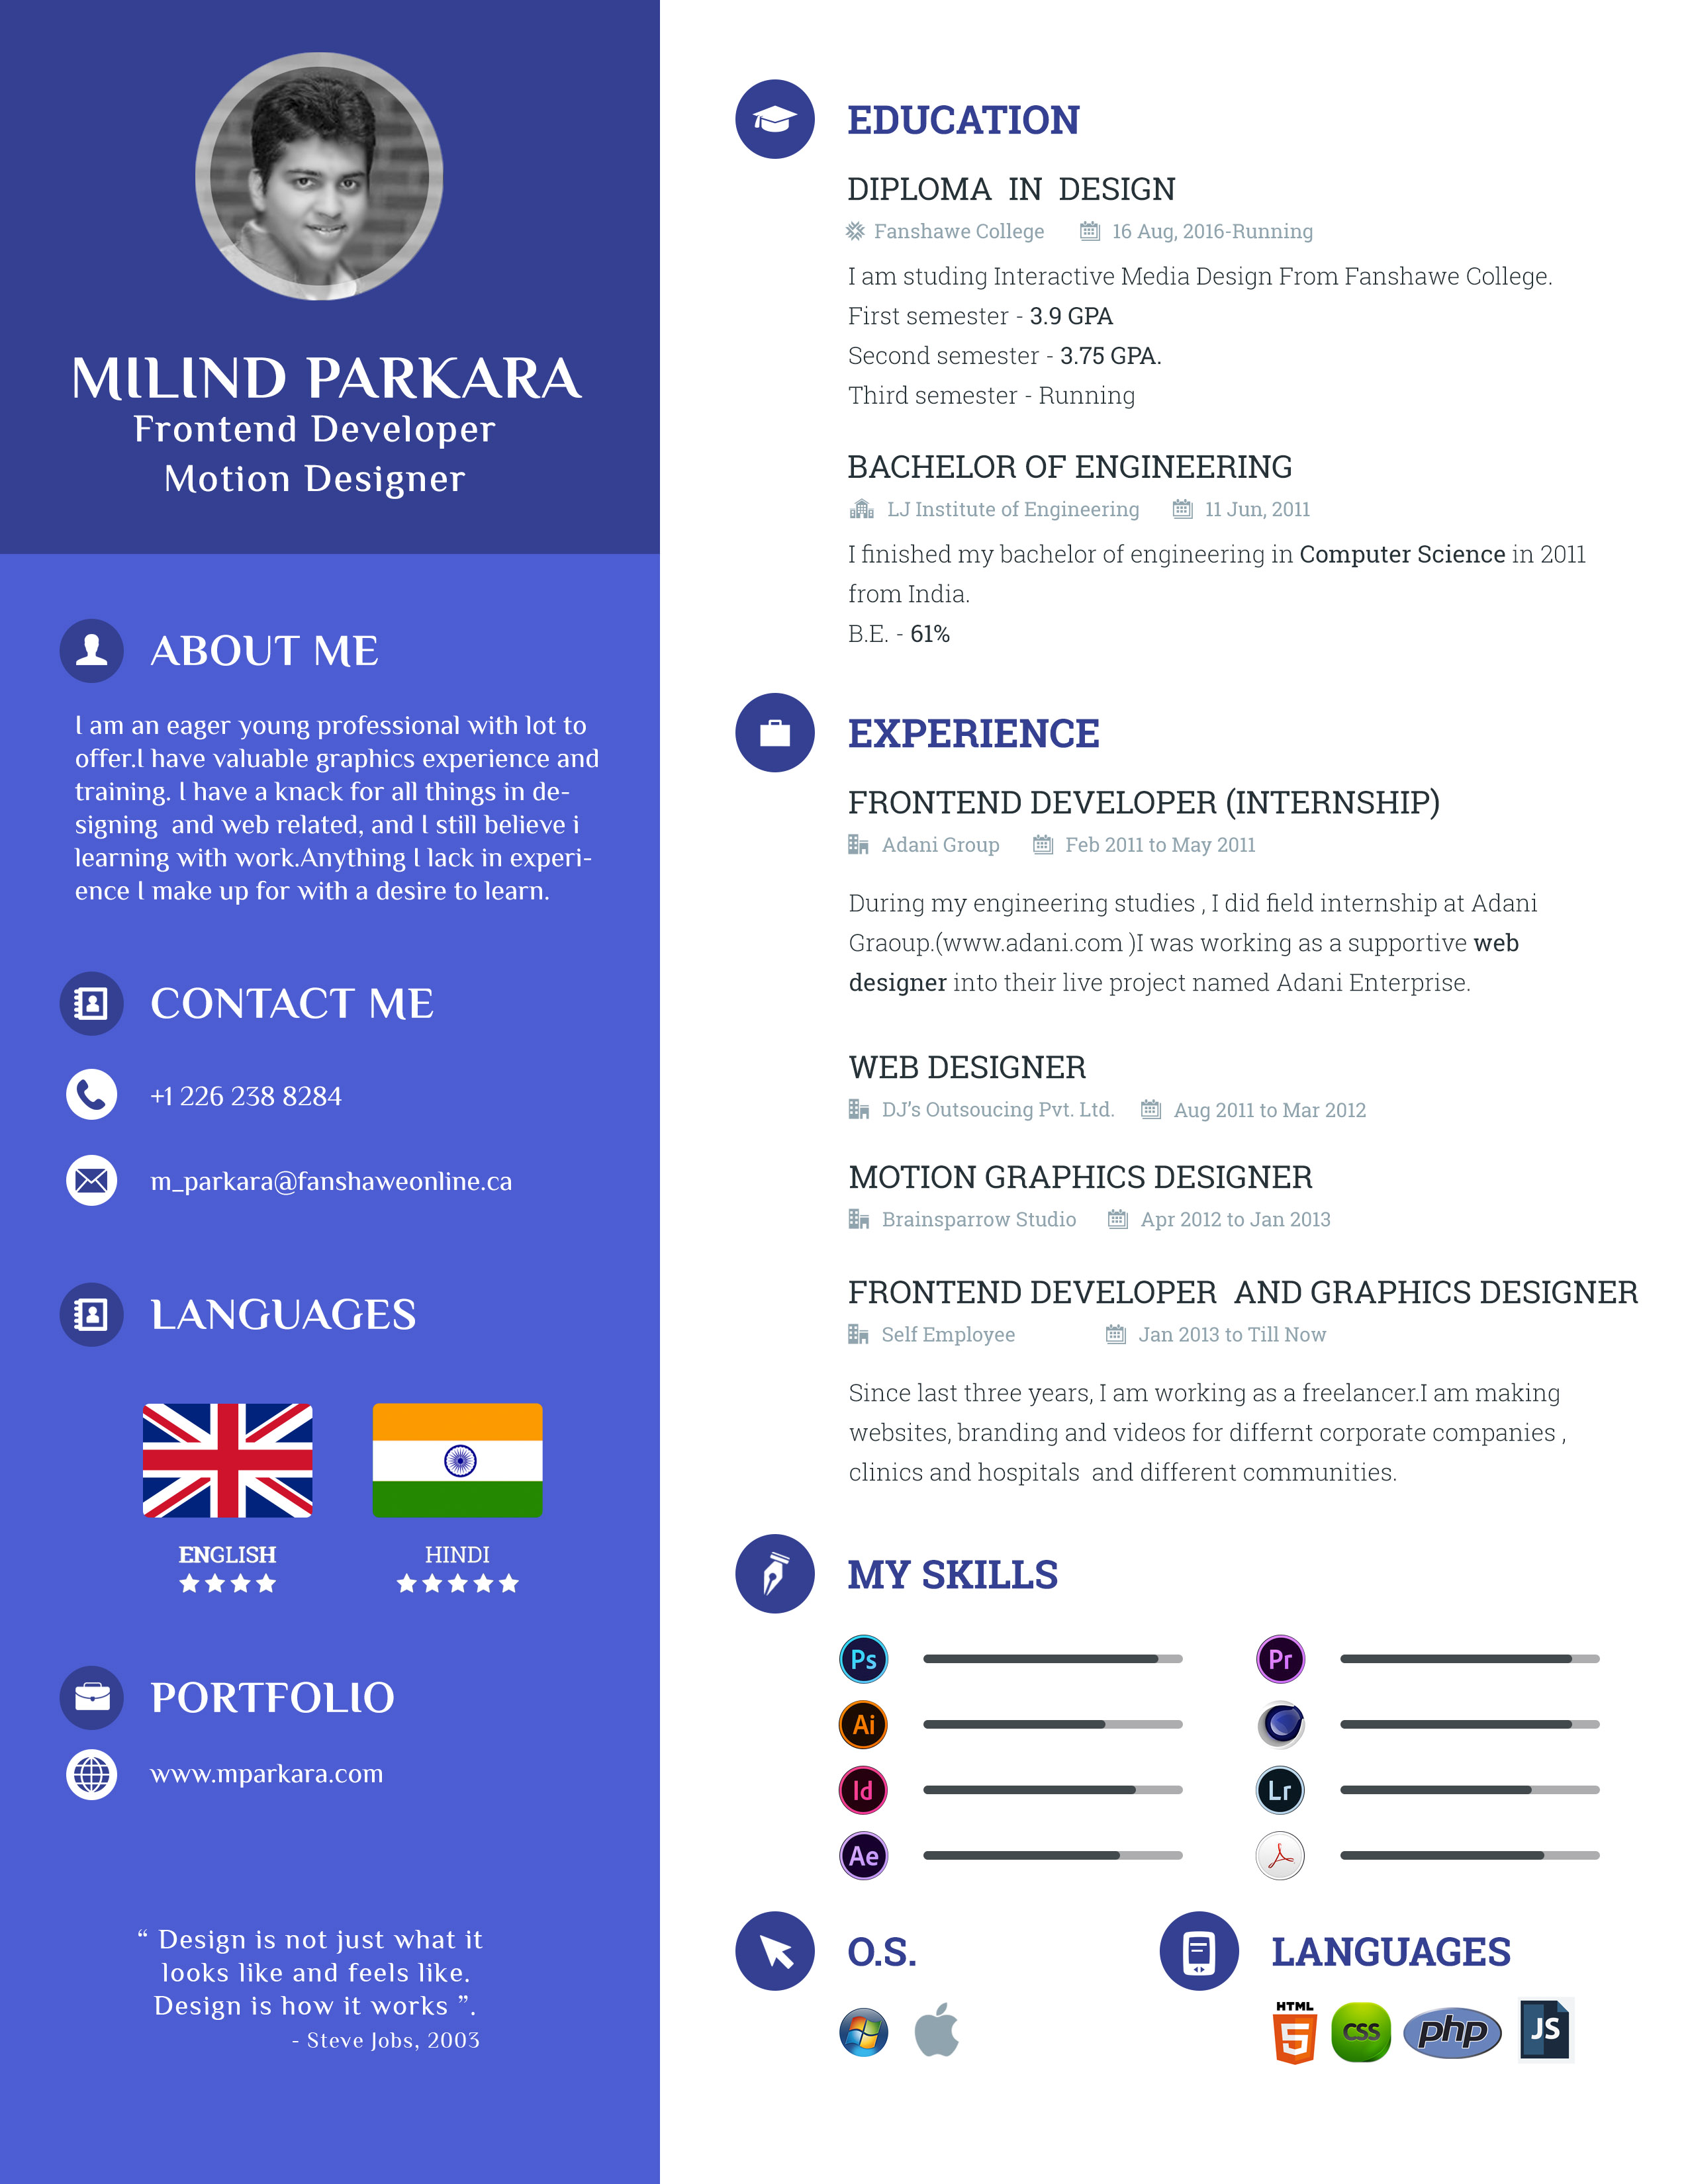 MILIND PARKARA
Frontend Developer
Motion Designer
ABOUT ME
I am an eager young professional with lot to
offer.I have valuable graphics experience and
training. I have a knack for all things in de-
signing and web related, and I still believe i
learning with work.Anything I lack in experi-
ence I make up for with a desire to learn.
CONTACT ME
+1 226 238 8284
m_parkara@fanshaweonline.ca
LANGUAGES
ENGLISH
HINDI
PORTFOLIO
www.mparkara.com
“ Design is not just what it
looks like and feels like.
Design is how it works ”.
- Steve Jobs, 2003
EDUCATION
DIPLOMA IN DESIGN
Fanshawe College 16 Aug, 2016-Running
I am studing Interactive Media Design From Fanshawe College.
First semester - 3.9 GPA
Second semester - 3.75 GPA.
Third semester - Running
BACHELOR OF ENGINEERING
LJ Institute of Engineering 11 Jun, 2011
I finished my bachelor of engineering in Computer Science in 2011
from India.
B.E. - 61%
EXPERIENCE
FRONTEND DEVELOPER (INTERNSHIP)
Adani Group Feb 2011 to May 2011
During my engineering studies , I did field internship at Adani
Graoup.(www.adani.com )I was working as a supportive web
designer into their live project named Adani Enterprise.
WEB DESIGNER
DJ’s Outsoucing Pvt. Ltd. Aug 2011 to Mar 2012
MOTION GRAPHICS DESIGNER
Brainsparrow Studio Apr 2012 to Jan 2013
FRONTEND DEVELOPER AND GRAPHICS DESIGNER
Self Employee Jan 2013 to Till Now
Since last three years, I am working as a freelancer.I am making
websites, branding and videos for differnt corporate companies ,
clinics and hospitals and different communities.
MY SKILLS
Ps Pr
Ai
Id Lr
Ae
O.S.
LANGUAGES
HTML 5 CSS php JS